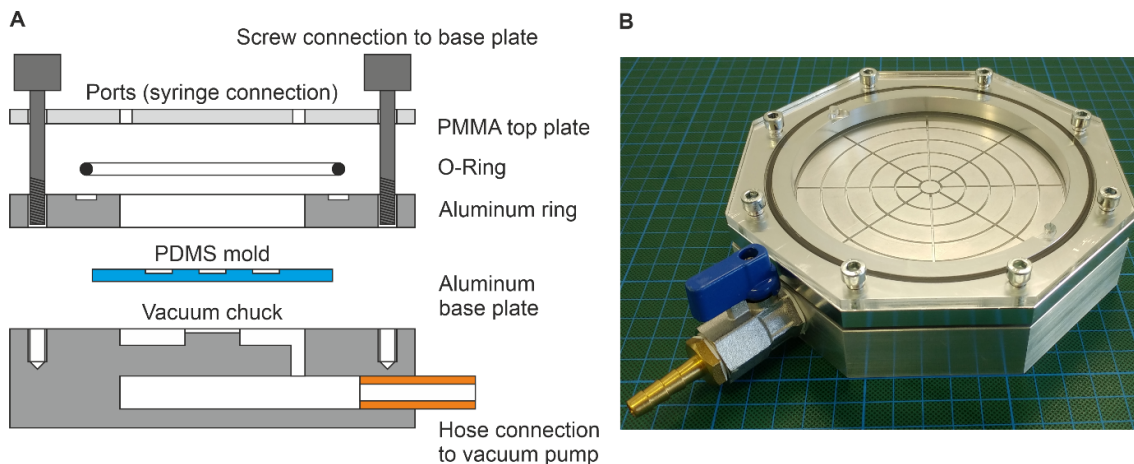 A
Screw connection to base plate
Ports (syringe connection)
PMMA top plate
O-Ring
Aluminum ring
PDMS mold
Aluminum
base plate
Vacuum chuck
Hose connection
to vacuum pump
B